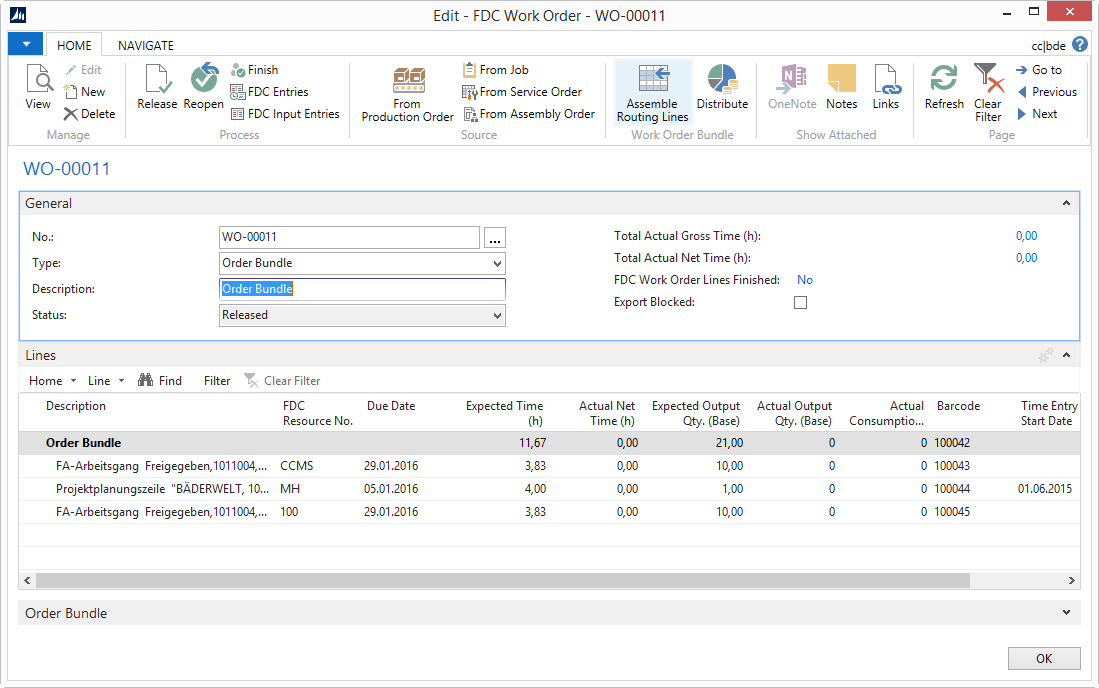 Edit - FDC Work Order - WO-00011
HOME NAVIGATE cc|bde ?
View
Edit
New
Delete
Manage
Release
Reopen
Finish
FDC Entries
FDC Input Entries
Process
From Production Order
From Job
From Service Order
From Assembly Order
Source
Assemble Routing Lines
Distribute
Work Order Bundle
OneNote
Notes
Links
Show Attached
Refresh
Clear Filter
Go to
Previous
Next
Page
WO-00011
General
No.: WO-00011 ...
Type: Order Bundle
Description: Order Bundle
Status: Released
Total Actual Gross Time (h): 0,00
Total Actual Net Time (h): 0,00
FDC Work Order Lines Finished: No
Export Blocked:
Lines
Home Line Find Filter Clear Filter
Description FDC Resource No. Due Date Expected Time (h) Actual Net Time (h) Expected Output Qty. (Base) Actual Output Qty. (Base) Actual Consumptio... Barcode Time Entry Start Date
Order Bundle 11,67 0,00 21,00 0 0 100042
FA-Arbeitsgang Freigegeben,1011004,... CCMS 29.01.2016 3,83 0,00 10,00 0 0 100043
Projektplanungszeile "BÄDERWELT, 10... MH 05.01.2016 4,00 0,00 1,00 0 0 100044 01.06.2015
FA-Arbeitsgang Freigegeben,1011004,... 100 29.01.2016 3,83 0,00 10,00 0 0 100045
Order Bundle
OK